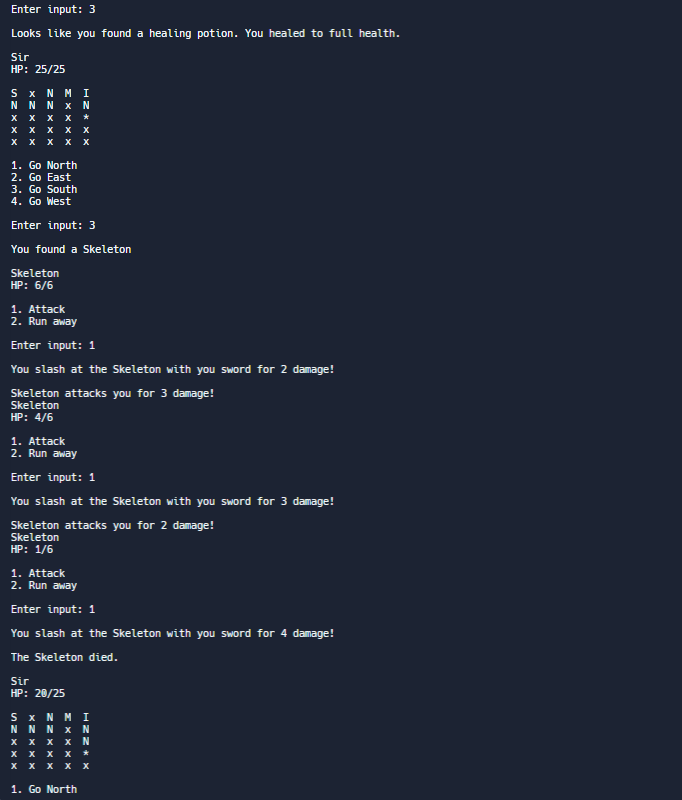 Enter input: 3
Looks like you found a healing potion. You healed to full health.
Sir
HP: 25/25
S x N M I
N N N x N
x x x x *
x x x x x
x x x x x
1. Go North
2. Go East
3. Go South
4. Go West
Enter input: 3
You found a Skeleton
Skeleton
HP: 6/6
1. Attack
2. Run away
Enter input: 1
You slash at the Skeleton with you sword for 2 damage!
Skeleton attacks you for 3 damage!
Skeleton
HP: 4/6
1. Attack
2. Run away
Enter input: 1
You slash at the Skeleton with you sword for 3 damage!
Skeleton attacks you for 2 damage!
Skeleton
HP: 1/6
1. Attack
2. Run away
Enter input: 1
You slash at the Skeleton with you sword for 4 damage!
The Skeleton died.
Sir
HP: 20/25
S x N M I
N N N x N
x x x x N
x x x x *
x x x x x
1. Go North